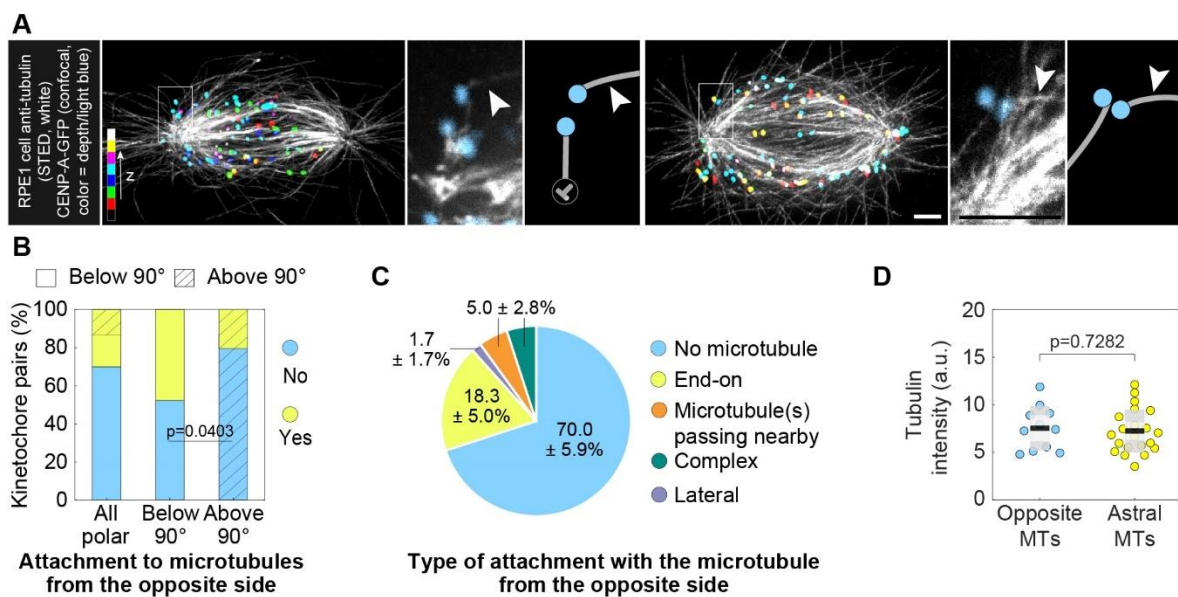 A
RPE1 cell anti-tubulin
(STED, white)
CENP-A-GFP (confocal,
color = depth/light blue)
z
B
Below 90° Above 90°
Kinetochore pairs (%)
100
80
60
40
20
0
p=0.0403
No
Yes
All
polar
Below
90°
Above
90°
Attachment to microtubules
from the opposite side
C
5.0 ± 2.8%
1.7
± 1.7%
18.3
± 5.0%
70.0
± 5.9%
No microtubule
End-on
Microtubule(s)
passing nearby
Complex
Lateral
Type of attachment with the microtubule
from the opposite side
D
Tubulin
intensity (a.u.)
20
15
10
5
0
p=0.7282
Opposite
MTs
Astral
MTs